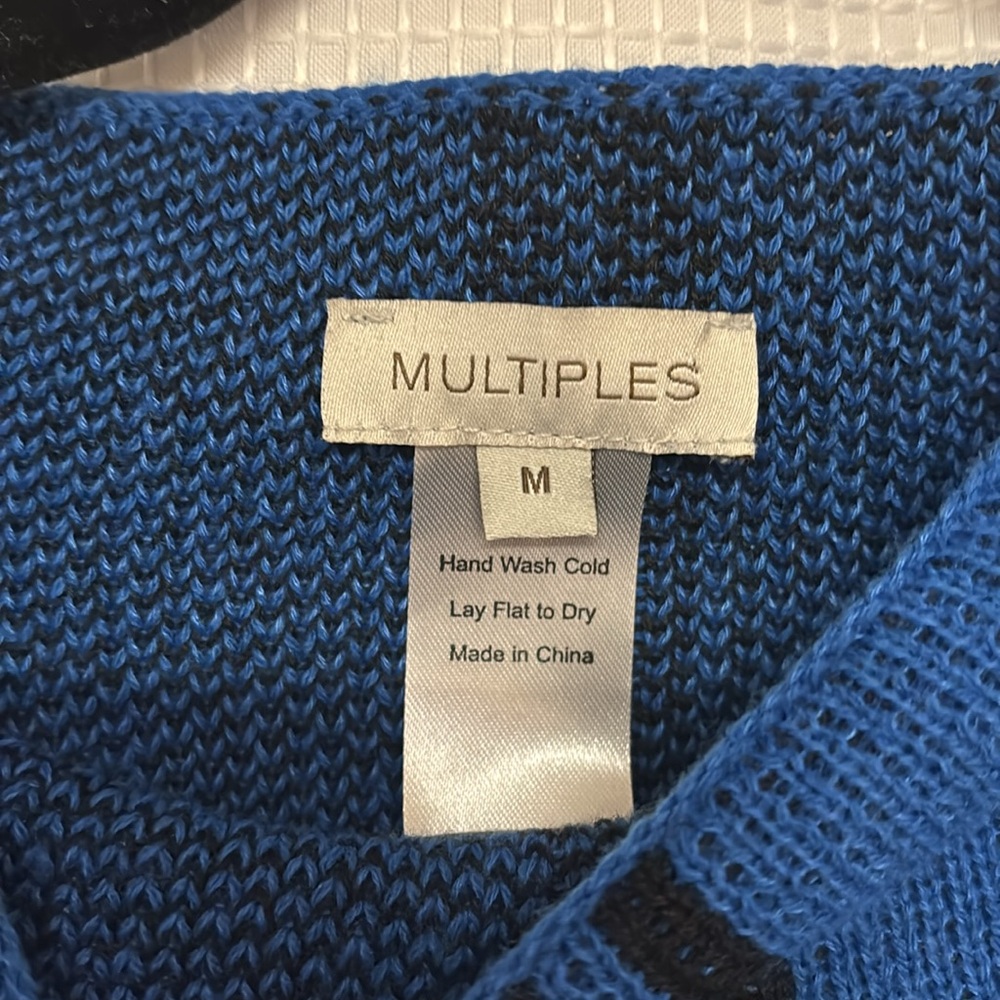 MULTIPLES
M
Hand Wash Cold
Lay Flat to Dry
Made in China